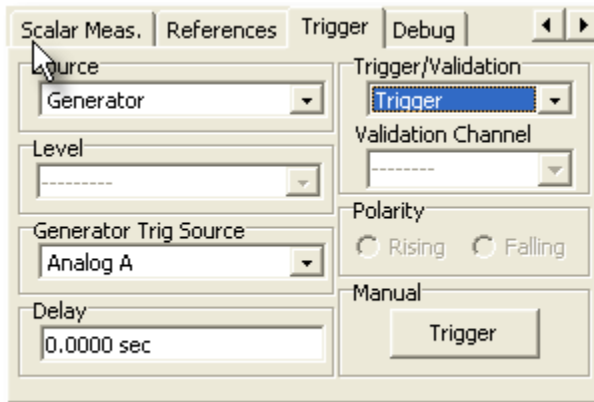 Scalar Meas. References Trigger Debug
Source
Generator
Level
---------
Generator Trig Source
Analog A
Delay
0.0000 sec
Trigger/Validation
Trigger
Validation Channel
--------
Polarity
Rising Falling
Manual
Trigger